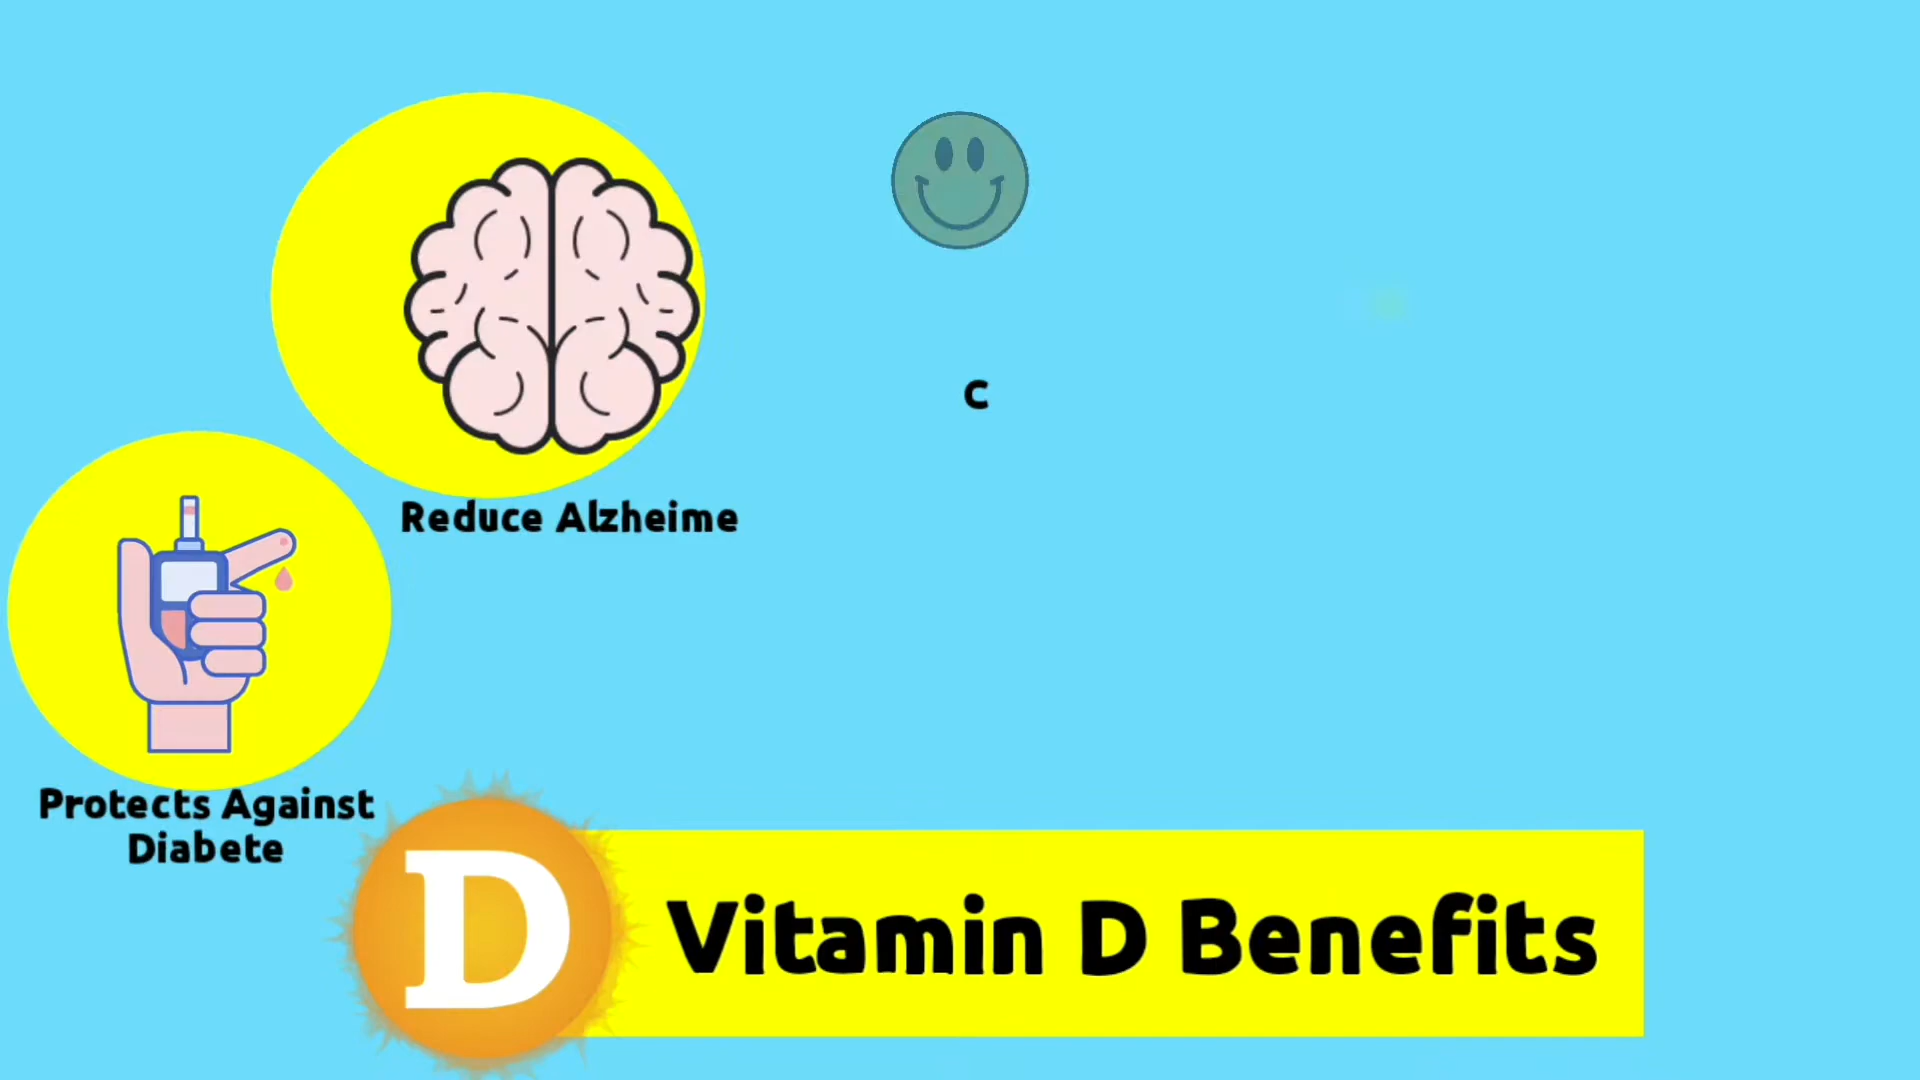 C
Reduce Alzheime
Protects Against
Diabete
D
Vitamin D Benefits